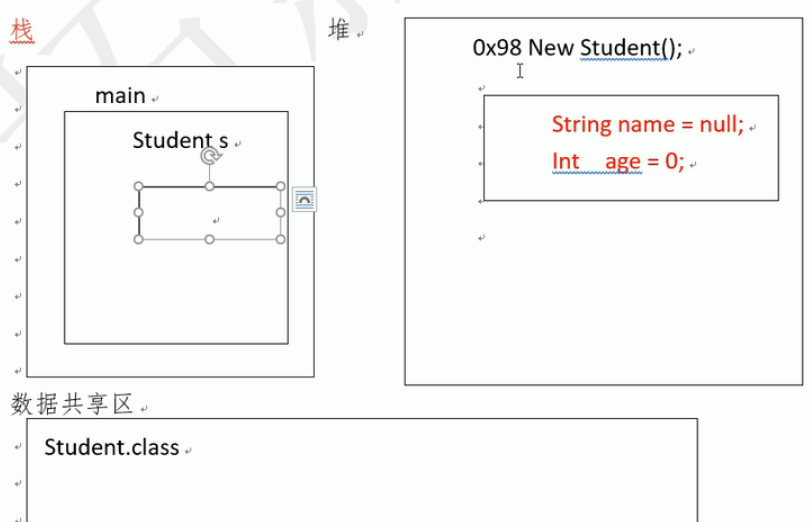 栈
堆
0x98 New Student();
main
Student s
String name = null;
Int age = 0;
数据共享区
Student.class